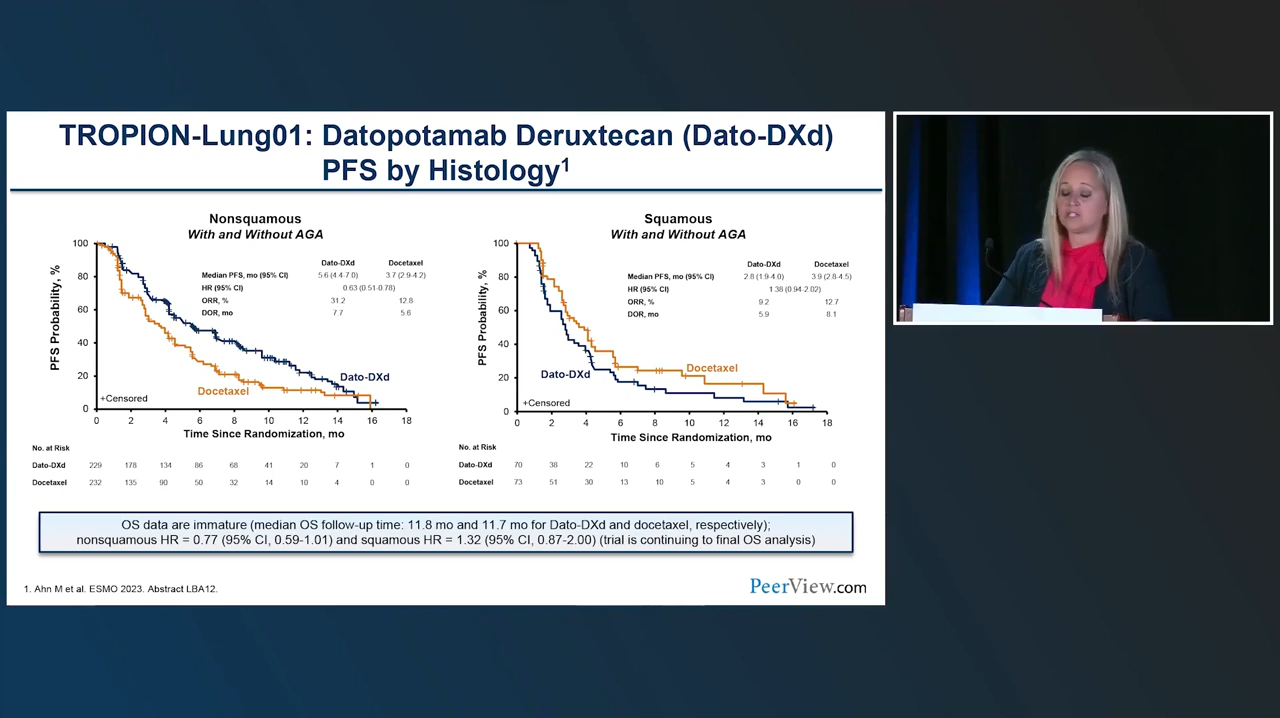 TROPION-Lung01: Datopotamab Deruxtecan (Dato-DXd)
PFS by Histology1
Nonsquamous
With and Without AGA
PFS Probability, %
100
80
60
40
20
0
Dato-DXd Docetaxel
Median PFS, mo (95% CI) 5.6 (4.4-7.0) 3.7 (2.9-4.2)
HR (95% CI) 0.63 (0.51-0.78)
ORR, % 31.2 12.8
DOR, mo 7.7 5.6
Dato-DXd
Docetaxel
+Censored
0 2 4 6 8 10 12 14 16 18
Time Since Randomization, mo
No. at Risk
Dato-DXd 229 178 134 86 68 41 20 7 1 0
Docetaxel 232 135 90 50 32 14 10 4 0 0
Squamous
With and Without AGA
PFS Probability, %
100
80
60
40
20
0
Dato-DXd Docetaxel
Median PFS, mo (95% CI) 2.8 (1.9-4.0) 3.9 (2.8-4.5)
HR (95% CI) 1.38 (0.94-2.02)
ORR, % 9.2 12.7
DOR, mo 5.9 8.1
Docetaxel
Dato-DXd
+Censored
0 2 4 6 8 10 12 14 16 18
Time Since Randomization, mo
No. at Risk
Dato-DXd 70 38 22 10 6 5 4 3 1 0
Docetaxel 73 51 30 13 10 5 4 3 0 0
OS data are immature (median OS follow-up time: 11.8 mo and 11.7 mo for Dato-DXd and docetaxel, respectively);
nonsquamous HR = 0.77 (95% CI, 0.59-1.01) and squamous HR = 1.32 (95% CI, 0.87-2.00) (trial is continuing to final OS analysis)
1. Ahn M et al. ESMO 2023. Abstract LBA12.
PeerView.com